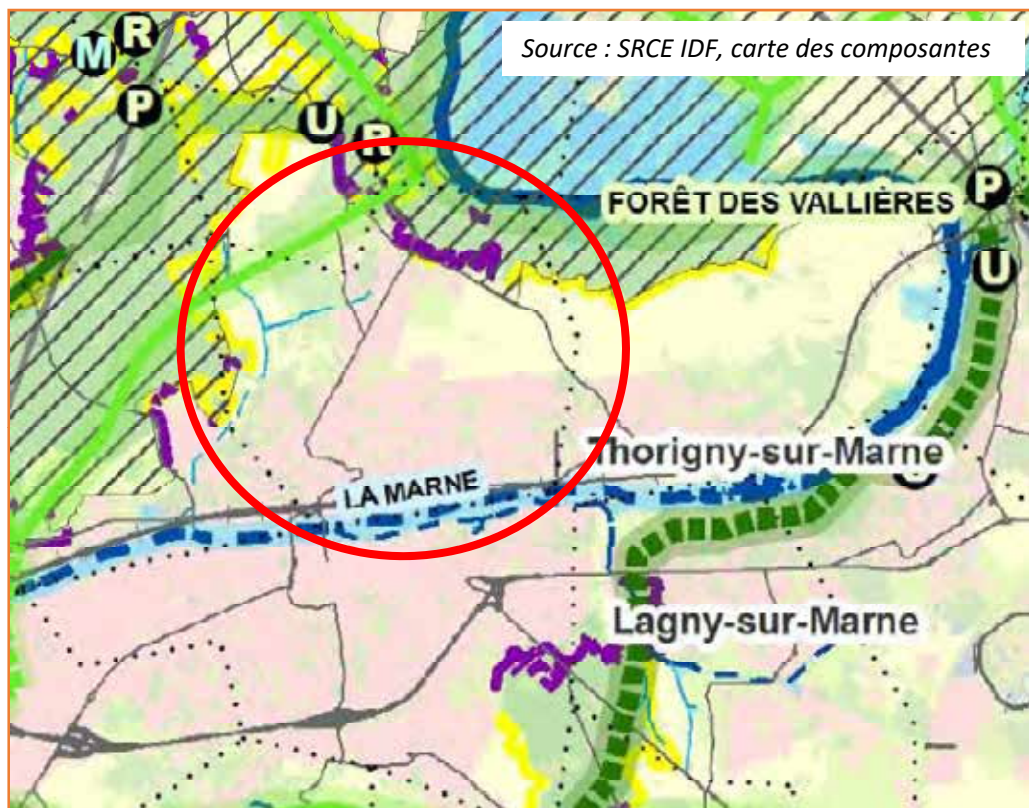 Source : SRCE IDF, carte des composantes
R
M
P
U
R
P
FORÊT DES VALLIÈRES
U
Thorigny-sur-Marne
LA MARNE
Lagny-sur-Marne